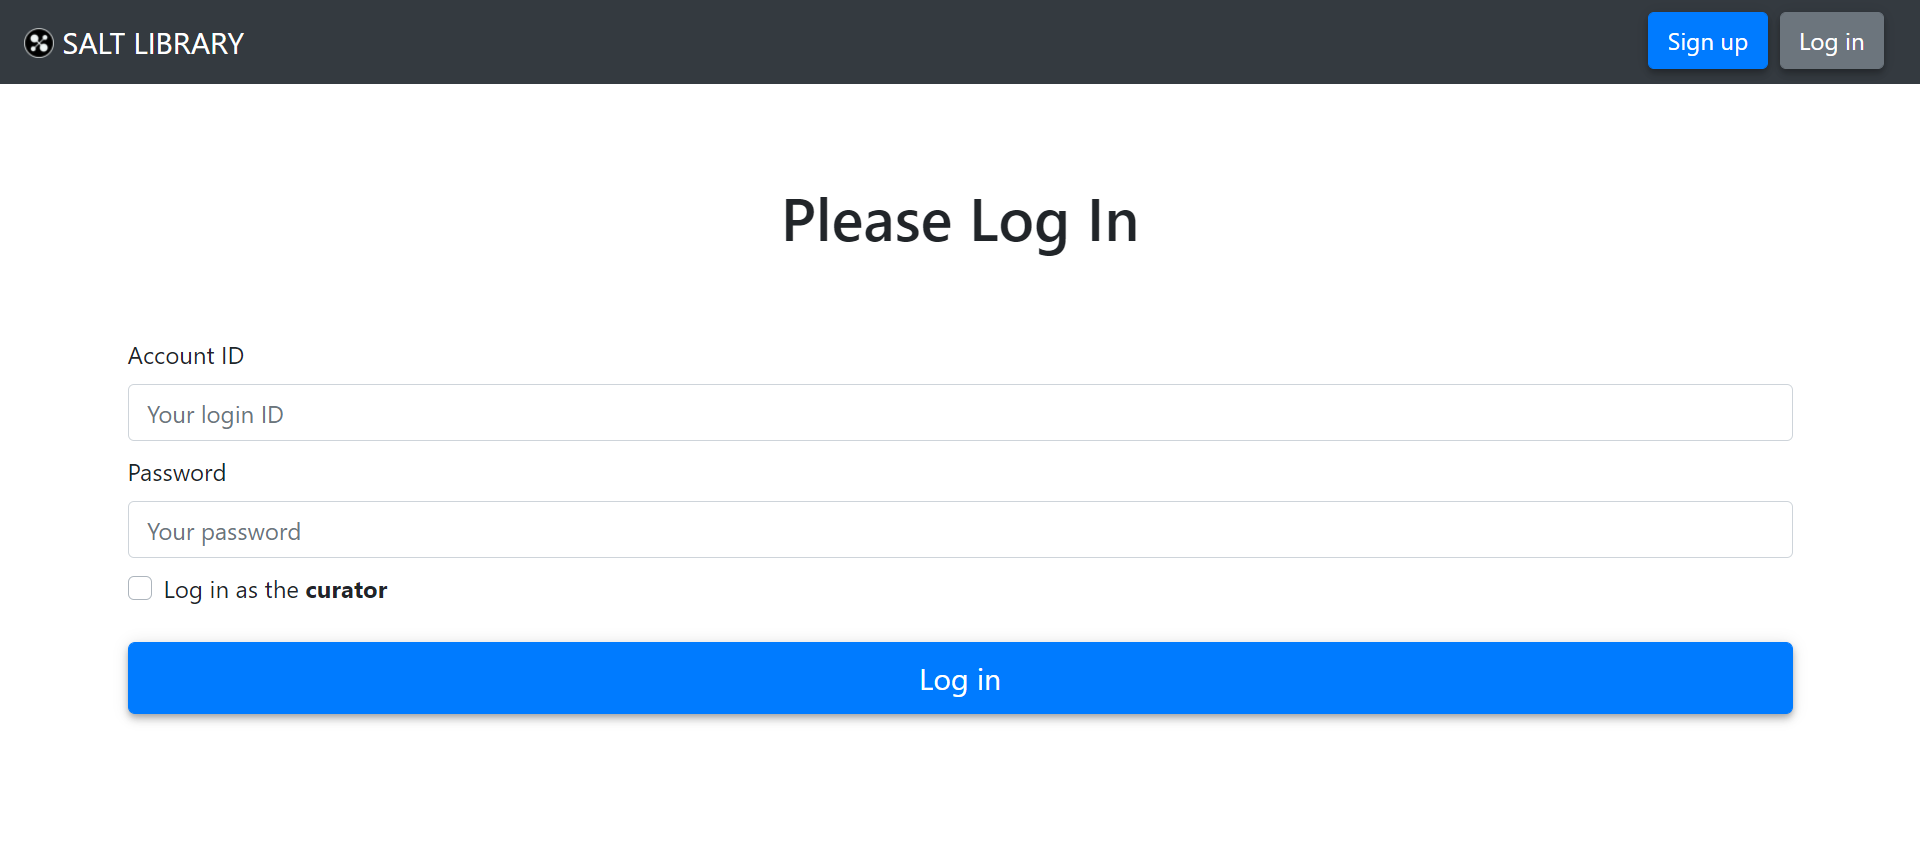 SALT LIBRARY
Sign up
Log in
Please Log In
Account ID
Your login ID
Password
Your password
Log in as the curator
Log in